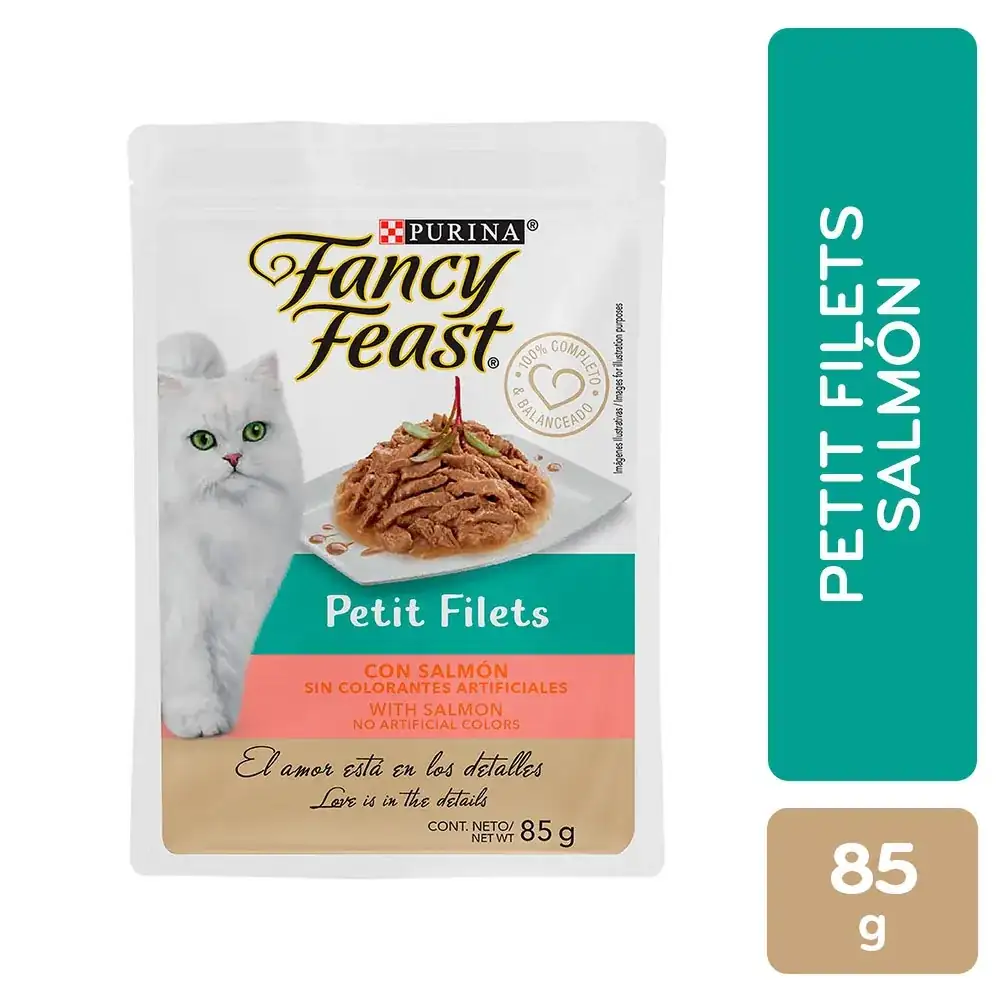 PURINA®
Fancy
Feast®
100% COMPLETO
& BALANCEADO
Imágenes Ilustrativas / Images for illustration purposes
Petit Filets
CON SALMÓN
SIN COLORANTES ARTIFICIALES
WITH SALMON
NO ARTIFICIAL COLORS
El amor está en los detalles
Love is in the details
CONT. NETO/
NET WT 85 g
PETIT FILETS
SALMÓN
85
g